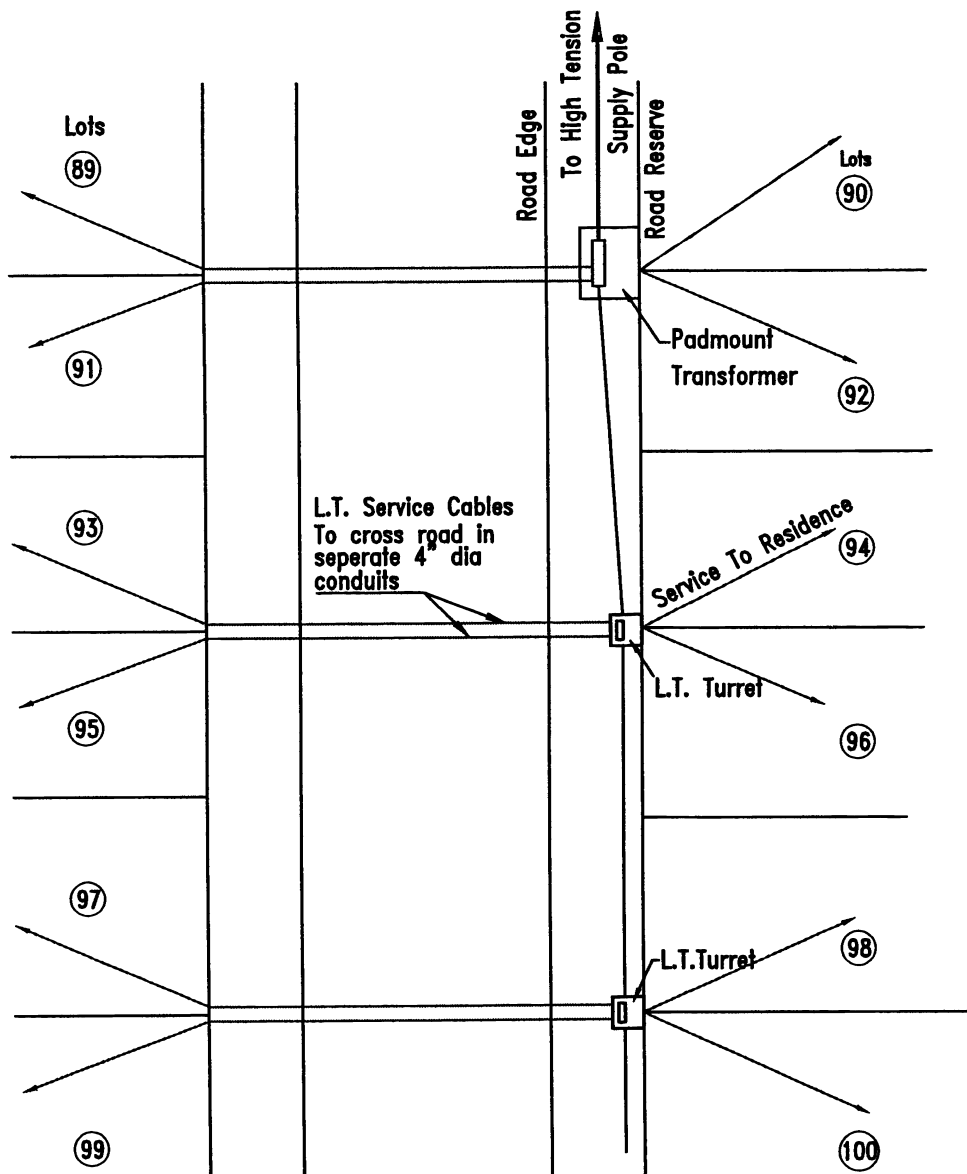 Lots
89
Road Edge
To High Tension
Supply Pole
Road Reserve
Lots
90
91
Padmount
Transformer
92
93
L.T. Service Cables
To cross road in
seperate 4" dia
conduits
Service To Residence
94
95
L.T. Turret
96
97
L.T.Turret
98
99
100